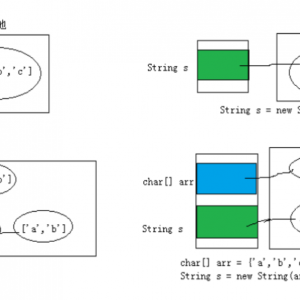 池
','c']
String s
String s = new S
]
char[] arr
['a','b']
String s
char[] arr = {'a','b','c
String s = new String(ar